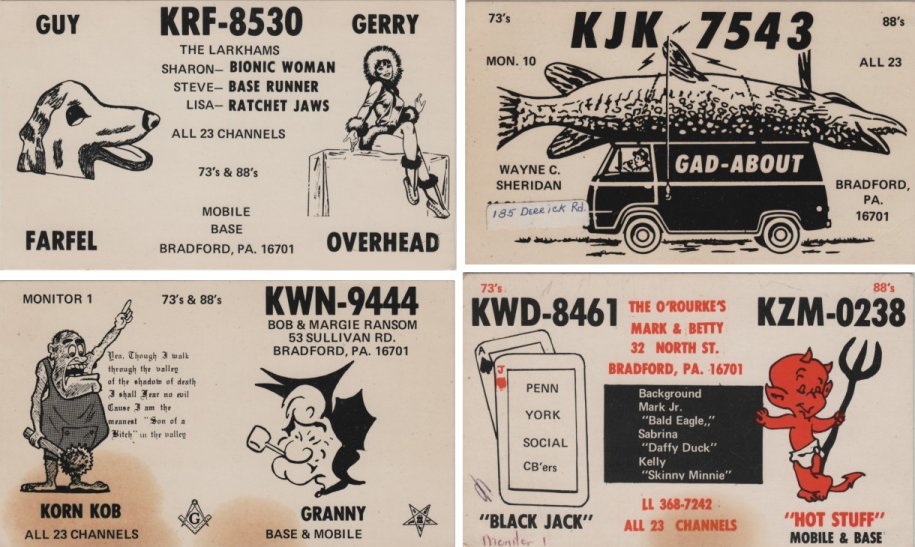 GUY
KRF-8530
GERRY
THE LARKHAMS
SHARON— BIONIC WOMAN
STEVE— BASE RUNNER
LISA— RATCHET JAWS
ALL 23 CHANNELS
73's & 88's
MOBILE
BASE
BRADFORD, PA. 16701
FARFEL
OVERHEAD
73's
88's
KJK 7543
MON. 10
ALL 23
GAD-ABOUT
WAYNE C.
SHERIDAN
185 Derrick Rd.
BRADFORD,
PA.
16701
MONITOR 1
73's & 88's
KWN-9444
BOB & MARGIE RANSOM
53 SULLIVAN RD.
BRADFORD, PA. 16701
Yea, Though I walk
through the valley
of the shadow of death
I shall Fear no evil
Cause I am the
meanest "Son of a
Bitch" in the valley
KORN KOB
ALL 23 CHANNELS
G
GRANNY
BASE & MOBILE
73's
88's
KWD-8461
KZM-0238
THE O'ROURKE'S
MARK & BETTY
32 NORTH ST.
BRADFORD, PA. 16701
A
J
PENN
YORK
SOCIAL
CB'ers
Background
Mark Jr.
"Bald Eagle,,"
Sabrina
"Daffy Duck"
Kelly
"Skinny Minnie"
LL 368-7242
ALL 23 CHANNELS
"BLACK JACK"
Moniter 1
"HOT STUFF"
MOBILE & BASE